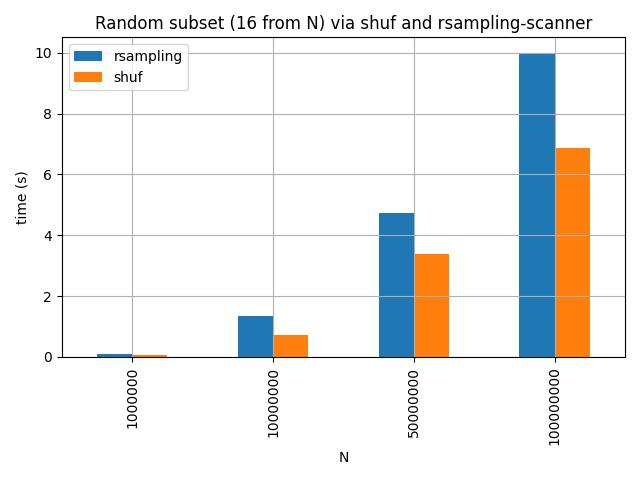 Random subset (16 from N) via shuf and rsampling-scanner
rsampling
shuf
time (s)
10
8
6
4
2
0
1000000
10000000
50000000
100000000
N